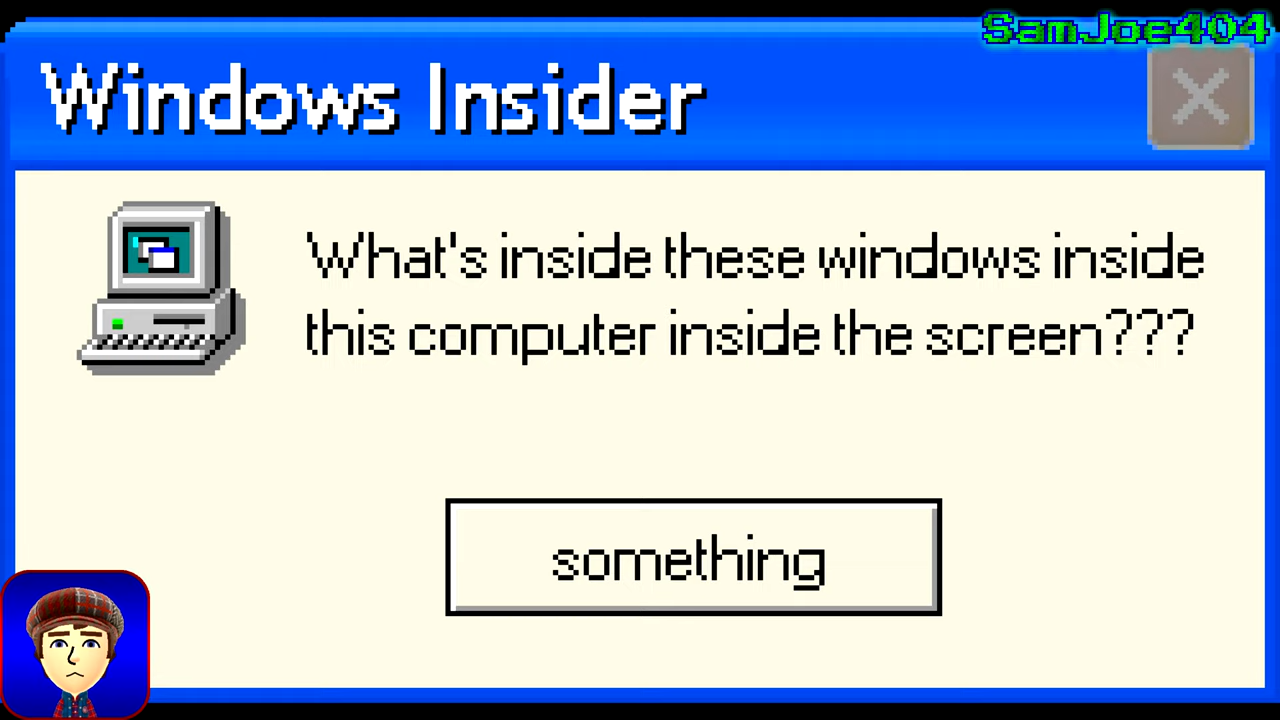 SamJoe404
Windows Insider
What's inside these windows inside
this computer inside the screen???
something